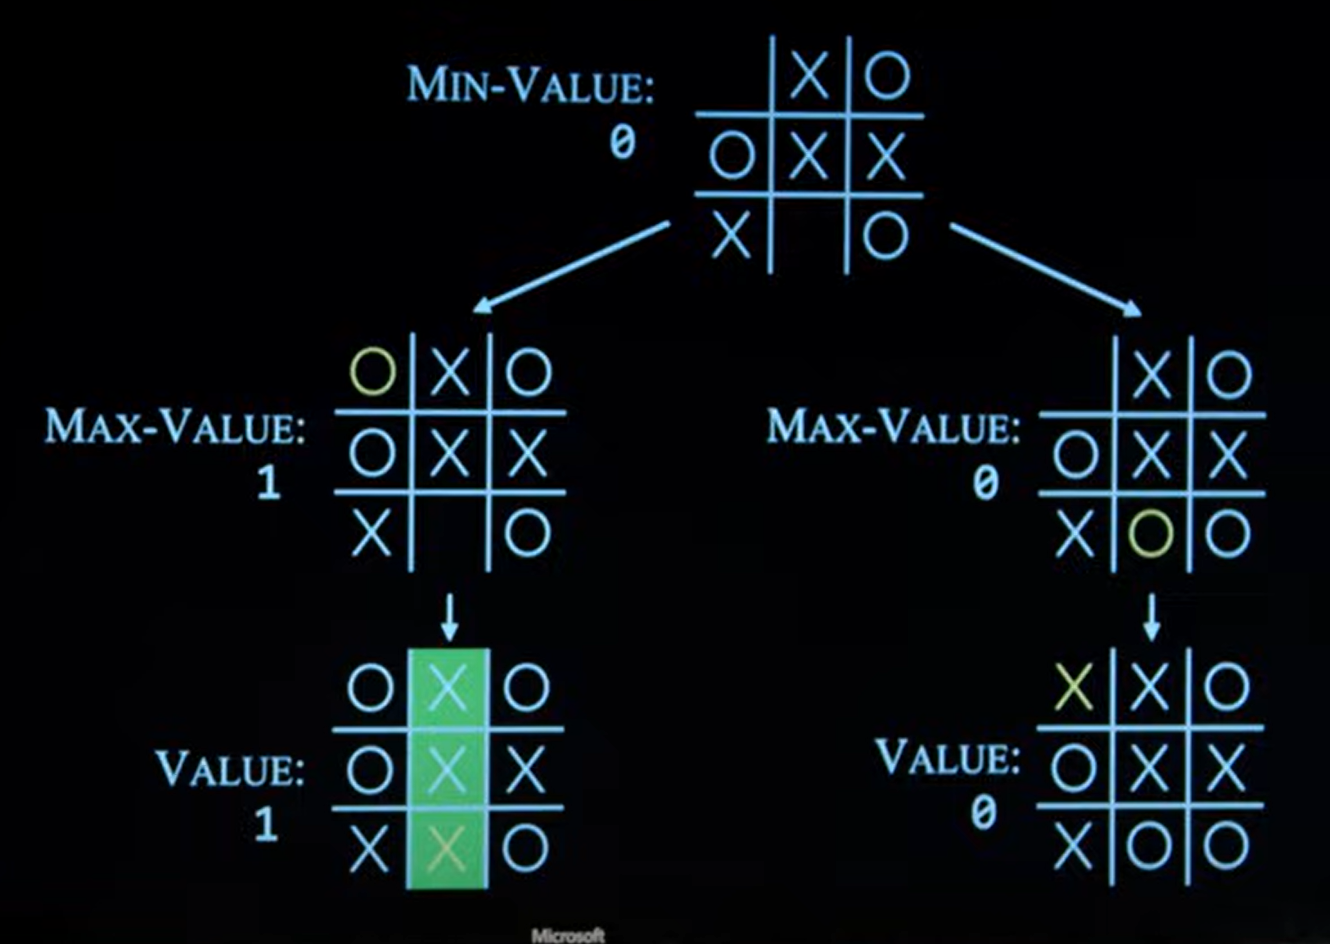 MIN-VALUE:
0
X O
O X X
X O
MAX-VALUE:
1
O X O
O X X
X O
MAX-VALUE:
0
X O
O X X
X O O
VALUE:
1
O X O
O X X
X X O
VALUE:
0
X X O
O X X
X O O
Microsoft